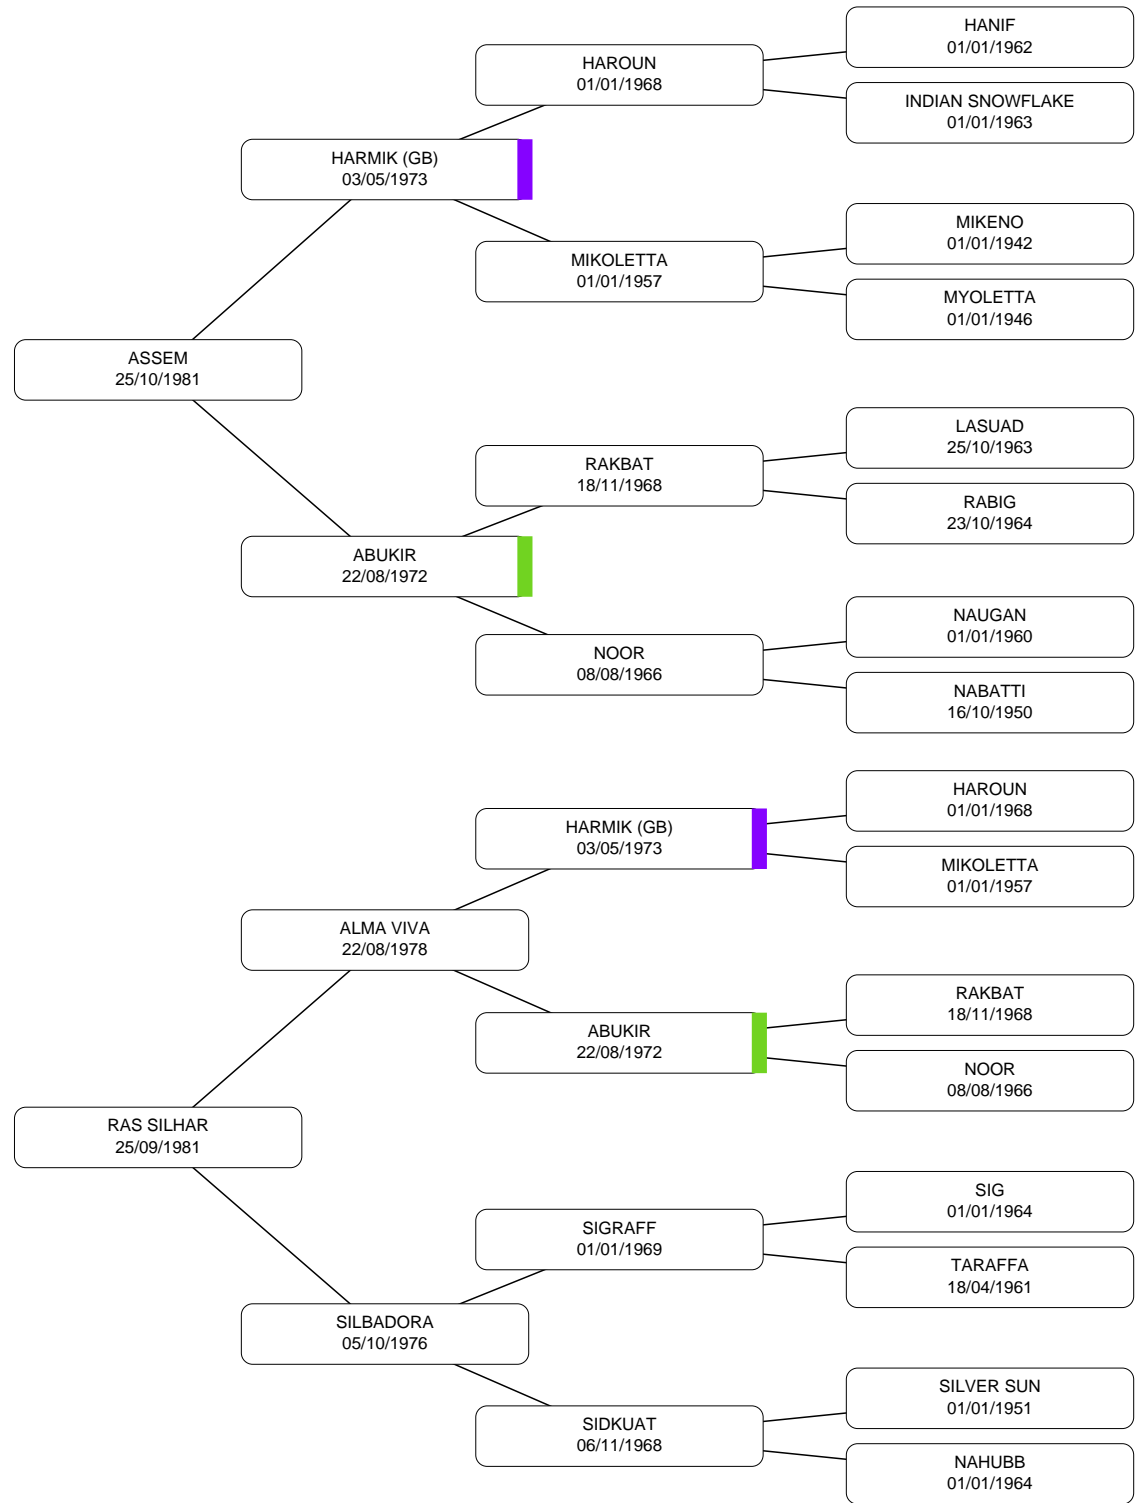 HANIF
01/01/1962
HAROUN
01/01/1968
INDIAN SNOWFLAKE
01/01/1963
HARMIK (GB)
03/05/1973
MIKENO
01/01/1942
MIKOLETTA
01/01/1957
MYOLETTA
01/01/1946
ASSEM
25/10/1981
LASUAD
25/10/1963
RAKBAT
18/11/1968
RABIG
23/10/1964
ABUKIR
22/08/1972
NAUGAN
01/01/1960
NOOR
08/08/1966
NABATTI
16/10/1950
HAROUN
01/01/1968
HARMIK (GB)
03/05/1973
MIKOLETTA
01/01/1957
ALMA VIVA
22/08/1978
RAKBAT
18/11/1968
ABUKIR
22/08/1972
NOOR
08/08/1966
RAS SILHAR
25/09/1981
SIG
01/01/1964
SIGRAFF
01/01/1969
TARAFFA
18/04/1961
SILBADORA
05/10/1976
SILVER SUN
01/01/1951
SIDKUAT
06/11/1968
NAHUBB
01/01/1964